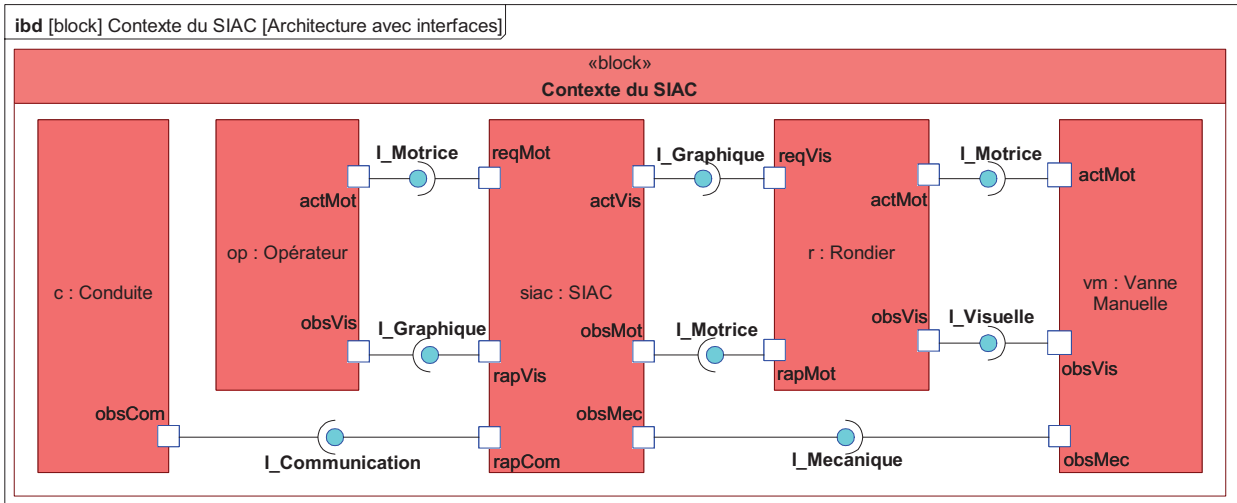 ibd [block] Contexte du SIAC [Architecture avec interfaces]
«block»
Contexte du SIAC
I_Motrice
reqMot
I_Graphique
reqVis
I_Motrice
actMot
actMot
actVis
actMot
op : Opérateur
r : Rondier
c : Conduite
siac : SIAC
vm : Vanne
Manuelle
obsVis
I_Graphique
obsMot
I_Motrice
obsVis
I_Visuelle
rapVis
rapMot
obsVis
obsCom
obsMec
I_Communication
rapCom
I_Mecanique
obsMec